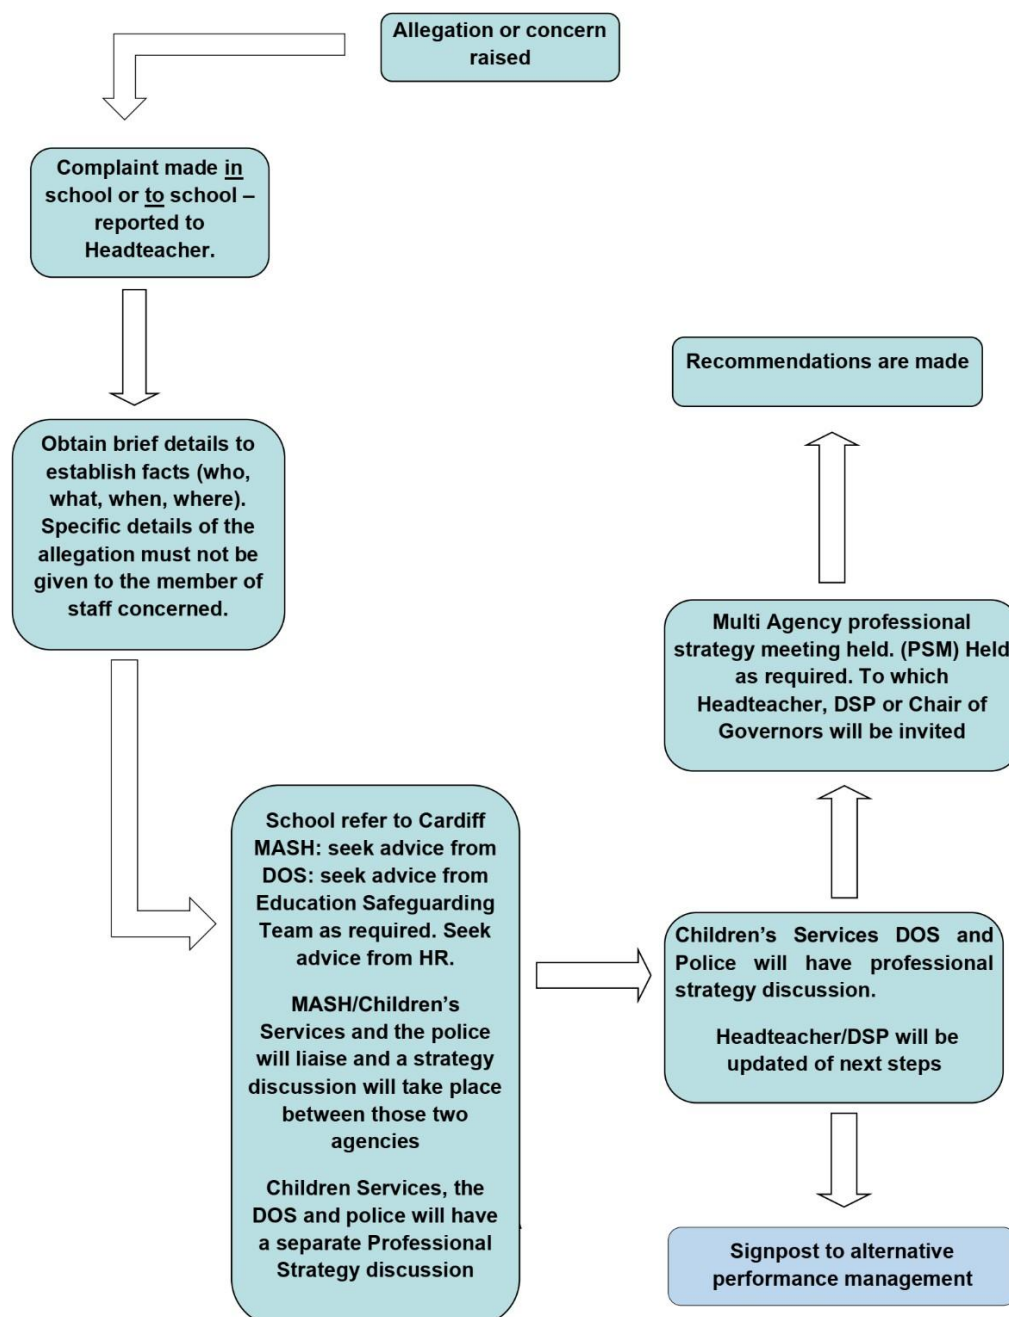 Allegation or concern
raised
Complaint made in
school or to school –
reported to
Headteacher.
Obtain brief details to
establish facts (who,
what, when, where).
Specific details of the
allegation must not be
given to the member of
staff concerned.
School refer to Cardiff
MASH: seek advice from
DOS: seek advice from
Education Safeguarding
Team as required. Seek
advice from HR.
MASH/Children’s
Services and the police
will liaise and a strategy
discussion will take place
between those two
agencies
Children Services, the
DOS and police will have
a separate Professional
Strategy discussion
Children’s Services DOS and
Police will have professional
strategy discussion.
Headteacher/DSP will be
updated of next steps
Multi Agency professional
strategy meeting held. (PSM) Held
as required. To which
Headteacher, DSP or Chair of
Governors will be invited
Recommendations are made
Signpost to alternative
performance management